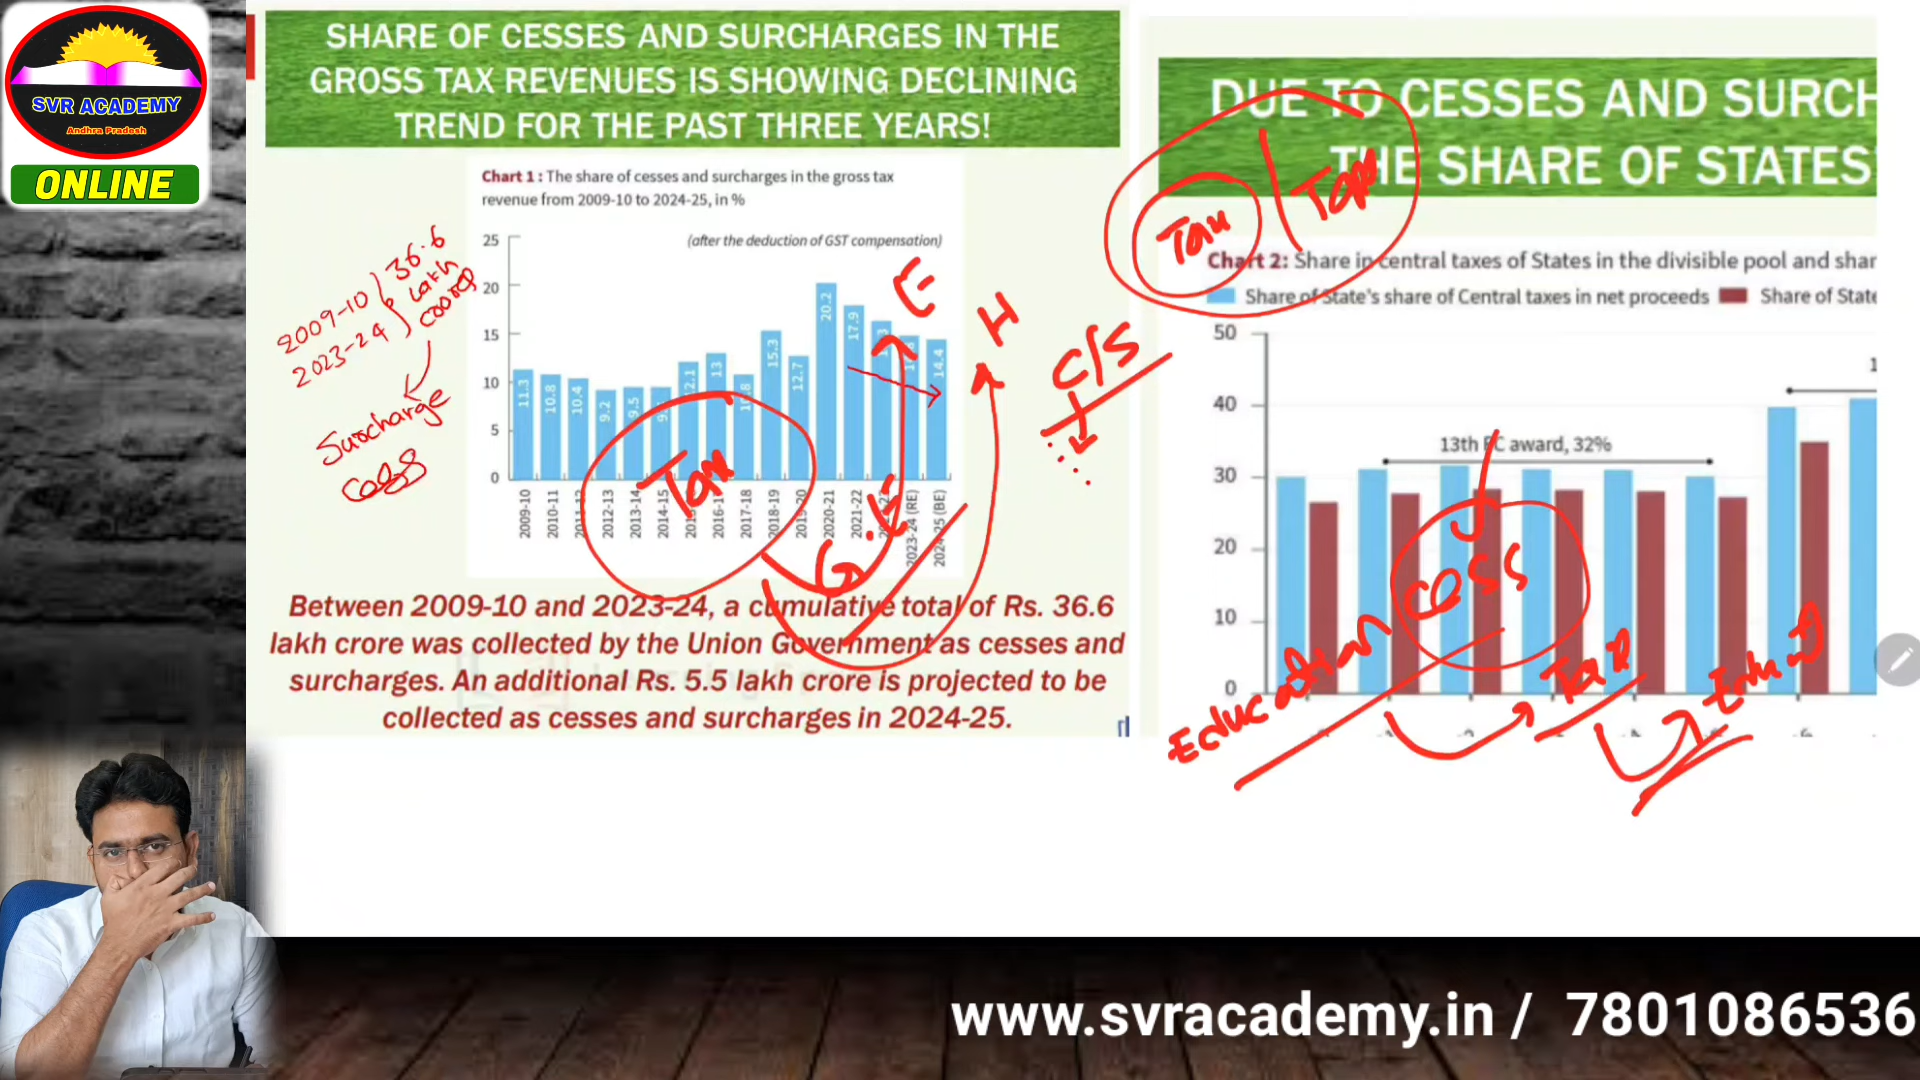 SVR ACADEMY
Andhra Pradesh
ONLINE
SHARE OF CESSES AND SURCHARGES IN THE
GROSS TAX REVENUES IS SHOWING DECLINING
TREND FOR THE PAST THREE YEARS!
Chart 1 : The share of cesses and surcharges in the gross tax
revenue from 2009-10 to 2024-25, in %
(after the deduction of GST compensation)
25
20
15
10
5
0
11.3
10.8
10.4
9.2
9.5
12.1
13
15.3
12.7
20.2
17.9
14.4
2009-10
2010-11
2011-12
2012-13
2013-14
2014-15
2016-17
2017-18
2018-19
2019-20
2020-21
2021-22
2023-24 (RE)
2024-25 (BE)
2009-10
2023-24
36.6
lakh
Surcharge
cess
Tax
G.E
E
H
C/S
Between 2009-10 and 2023-24, a cumulative total of Rs. 36.6
lakh crore was collected by the Union Government as cesses and
surcharges. An additional Rs. 5.5 lakh crore is projected to be
collected as cesses and surcharges in 2024-25.
DUE TO CESSES AND SURCH
THE SHARE OF STATES
Tax
Chart 2: Share in central taxes of States in the divisible pool and shar
Share of State's share of Central taxes in net proceeds
Share of State
50
40
30
20
10
0
13th FC award, 32%
1
Education
cess
Tax
www.svracademy.in / 7801086536